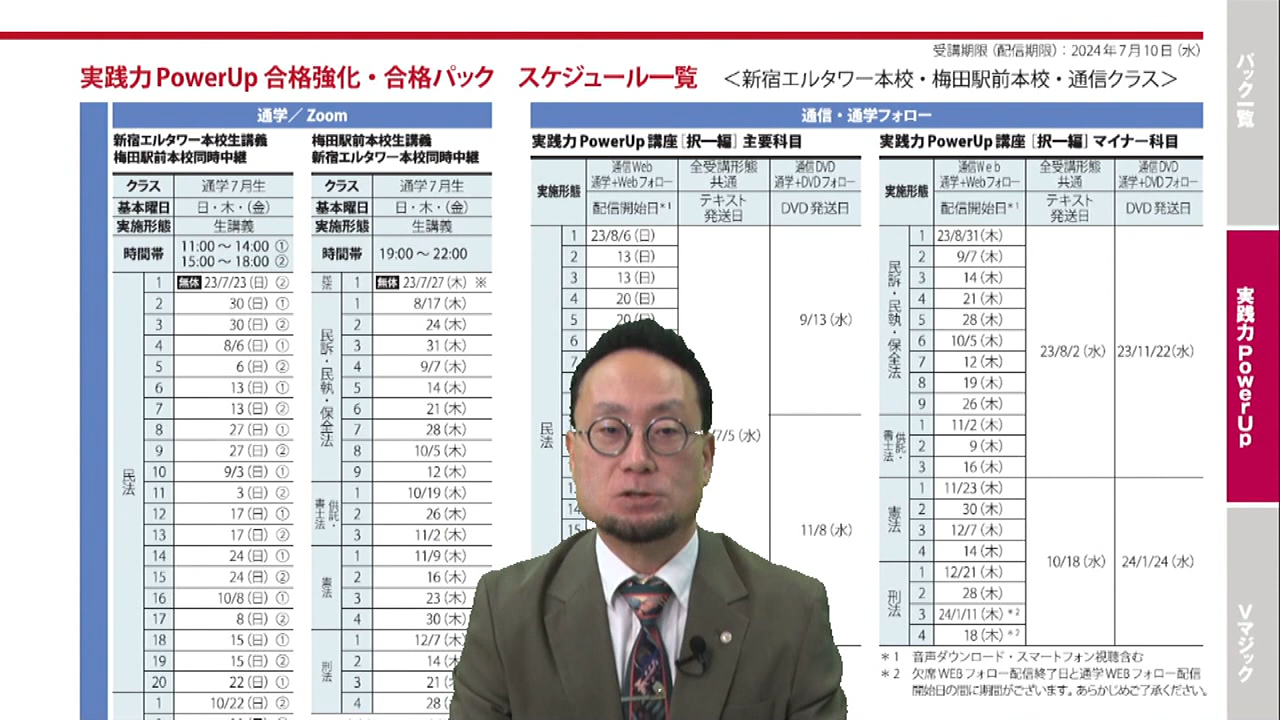 受講期限（配信期限）：2024年7月10日（水）
実践力PowerUp 合格強化・合格パック　スケジュール一覧　＜新宿エルタワー本校・梅田駅前本校・通信クラス＞
通学／Zoom
新宿エルタワー本校生講義
梅田駅前本校同時中継
クラス 通学7月生
基本曜日 日・木・(金)
実施形態 生講義
時間帯 11:00～14:00 ① 15:00～18:00 ②
民法
1 無休 23/7/23（日）②
2 30（日）①
3 30（日）②
4 8/6（日）①
5 6（日）②
6 13（日）①
7 13（日）②
8 27（日）①
9 27（日）②
10 9/3（日）①
11 3（日）②
12 17（日）①
13 17（日）②
14 24（日）①
15 24（日）②
16 10/8（日）①
17 8（日）②
18 15（日）①
19 15（日）②
20 22（日）①
1 10/22（日）②
梅田駅前本校生講義
新宿エルタワー本校同時中継
クラス 通学7月生
基本曜日 日・木・(金)
実施形態 生講義
時間帯 19:00～22:00
民法 1 無休 23/7/27（木）※
民訴・民執・保全法
1 8/17（木）
2 24（木）
3 31（木）
4 9/7（木）
5 14（木）
6 21（木）
7 28（木）
8 10/5（木）
9 12（木）
供託・書士法
1 10/19（木）
2 26（木）
3 11/2（木）
憲法
1 11/9（木）
2 16（木）
3 23（木）
4 30（木）
刑法
1 12/7（木）
2 14（木
3 21（
4 28（
通信・通学フォロー
実践力PowerUp講座［択一編］主要科目
実施形態
通信Web 通学+Webフォロー
配信開始日＊1
全受講形態共通
テキスト発送日
通信DVD 通学+DVDフォロー
DVD発送日
民法
1 23/8/6（日）
2 13（日）
3 13（日）
4 20（日）
5 20（日）
6
7
14
15
7/5（水）
9/13（水）
11/8（水）
実践力PowerUp講座［択一編］マイナー科目
実施形態
通信Web 通学+Webフォロー
配信開始日＊1
全受講形態共通
テキスト発送日
通信DVD 通学+DVDフォロー
DVD発送日
民訴・民執・保全法
1 23/8/31（木）
2 9/7（木）
3 14（木）
4 21（木）
5 28（木）
6 10/5（木）
7 12（木）
8 19（木）
9 26（木）
供託・書士法
1 11/2（木）
2 9（木）
3 16（木）
23/8/2（水） 23/11/22（水）
憲法
1 11/23（木）
2 30（木）
3 12/7（木）
4 14（木）
刑法
1 12/21（木）
2 28（木）
3 24/1/11（木）＊2
4 18（木）＊2
10/18（水） 24/1/24（水）
＊1　音声ダウンロード・スマートフォン視聴含む
＊2　欠席WEBフォロー配信終了日と通学WEBフォロー配信
開始日の間に期間がございます。あらかじめご了承ください。
パック一覧
実践力PowerUp
Vマジック